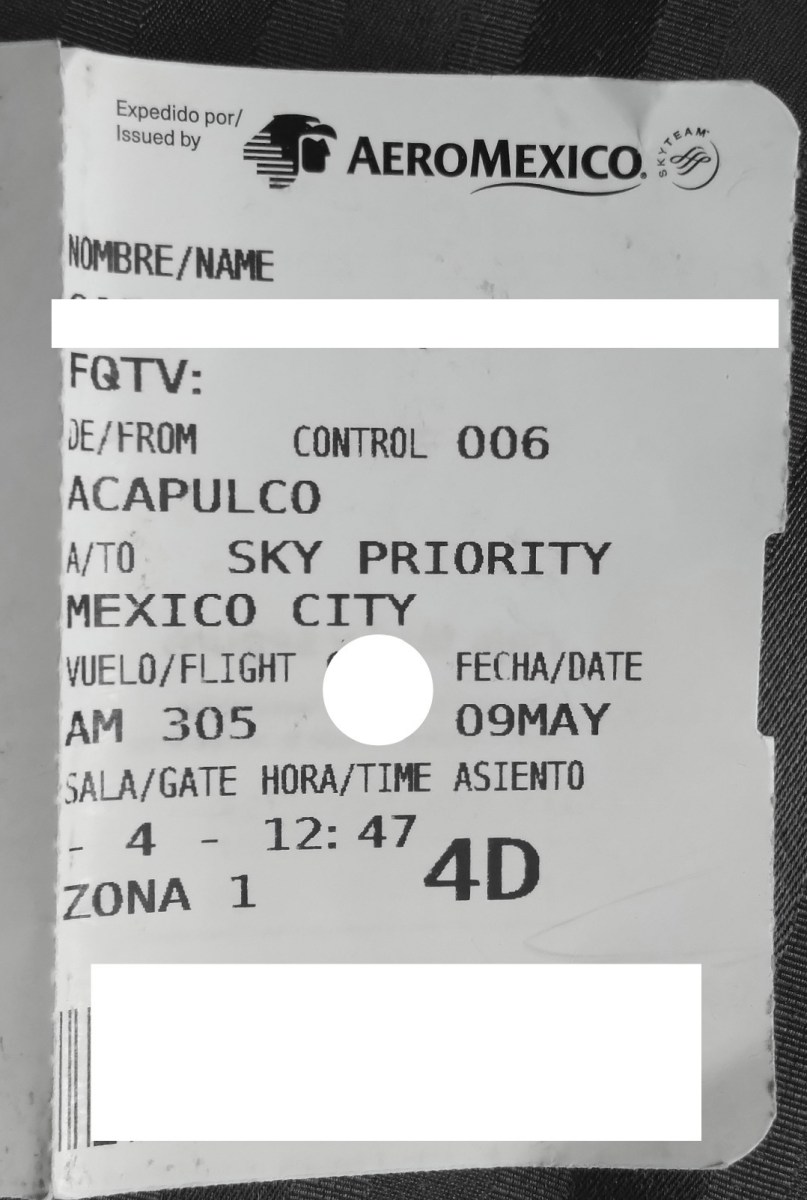 Expedido por/
Issued by
AEROMEXICO.
SKYTEAM
NOMBRE/NAME
FQTV:
DE/FROM CONTROL 006
ACAPULCO
A/TO SKY PRIORITY
MEXICO CITY
VUELO/FLIGHT FECHA/DATE
AM 305 09MAY
SALA/GATE HORA/TIME ASIENTO
- 4 - 12:47 4D
ZONA 1